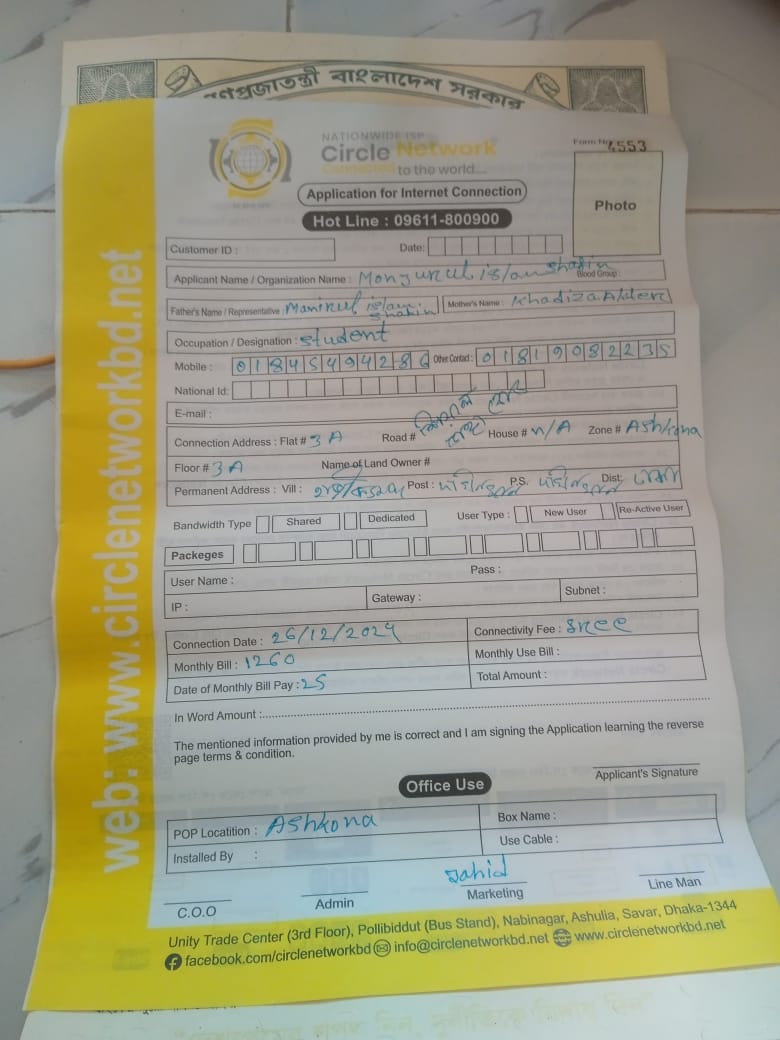 গণপ্রজাতন্ত্রী বাংলাদেশ সরকার
web: www.circlenetworkbd.net
NATIONWIDE ISP
Circle Network
Connected to the world...
Form No 4553
Application for Internet Connection
Hot Line : 09611-800900
Photo
Customer ID :
Date:
Applicant Name / Organization Name : Monjurul islam shahin Blood Group :
Father's Name / Representative : Manirul islam Mother's Name : Khadiza Akter
Occupation / Designation : Student
Mobile : 01845494286 Other Contact : 01819082235
National Id:
E-mail :
Connection Address : Flat # 3 A Road # House # N/A Zone # Ashkona
Floor # 3 A Name of Land Owner #
Permanent Address : Vill : Post : P.S. Dist:
Bandwidth Type Shared Dedicated User Type : New User Re-Active User
Packeges
User Name : Pass :
IP : Gateway : Subnet :
Connection Date : 26/12/2024 Connectivity Fee : Sree
Monthly Bill : 1260 Monthly Use Bill :
Date of Monthly Bill Pay : 25 Total Amount :
In Word Amount :
The mentioned information provided by me is correct and I am signing the Application learning the reverse
page terms & condition.
Applicant's Signature
Office Use
POP Locatition : Ashkona Box Name :
Installed By : Use Cable :
Jahid
C.O.O Admin Marketing Line Man
Unity Trade Center (3rd Floor), Pollibiddut (Bus Stand), Nabinagar, Ashulia, Savar, Dhaka-1344
facebook.com/circlenetworkbd info@circlenetworkbd.net www.circlenetworkbd.net